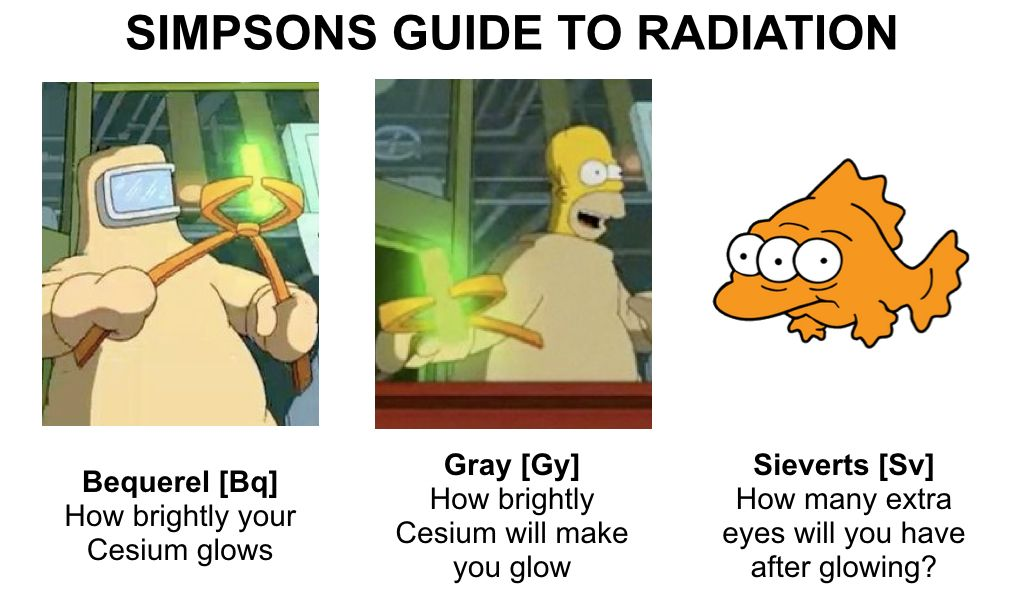 SIMPSONS GUIDE TO RADIATION
Bequerel [Bq]
How brightly your
Cesium glows
Gray [Gy]
How brightly
Cesium will make
you glow
Sieverts [Sv]
How many extra
eyes will you have
after glowing?